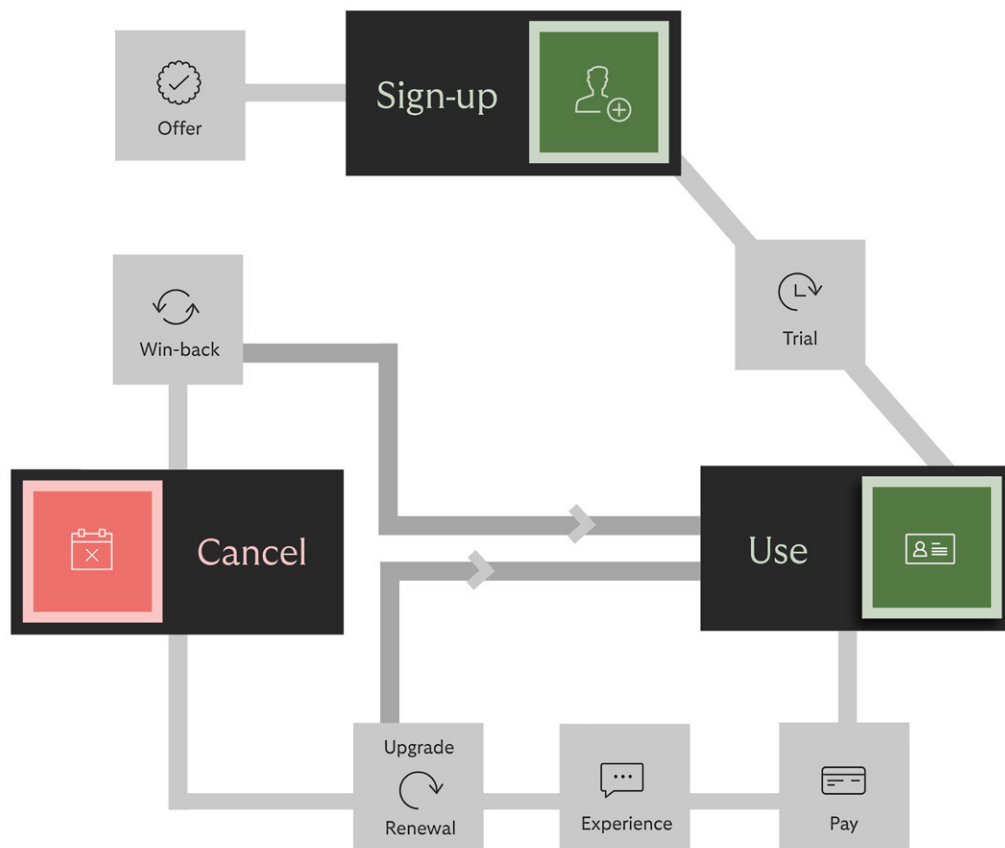 Offer
Sign-up
Trial
Win-back
Cancel
Use
Upgrade
Renewal
Experience
Pay